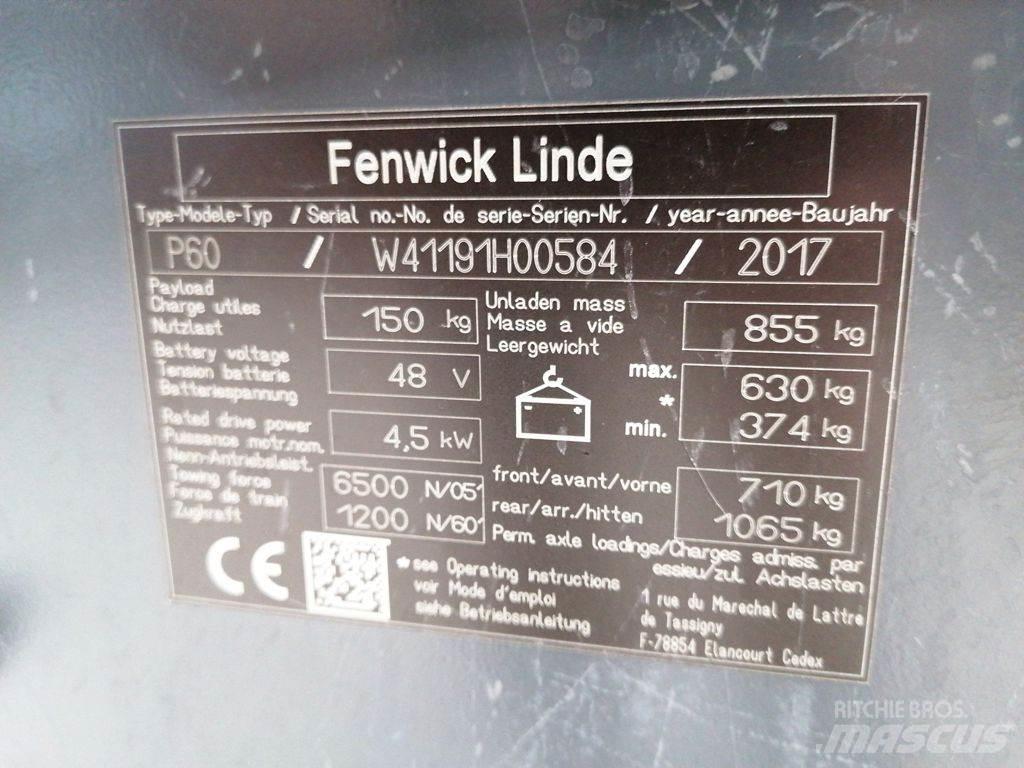 Fenwick Linde
Type-Modele-Typ / Serial no.-No. de serie-Serien-Nr. / year-annee-Baujahr
P60 / W41191H00584 / 2017
Payload
Charge utiles
Nutzlast
150 kg
Unladen mass
Masse a vide
Leergewicht
855 kg
Battery voltage
Tension batterie
Batteriespannung
48 V
max. 630 kg
*
min. 374 kg
Rated drive power
Puissance motr.nom.
Nenn-Antriebsleist.
4,5 kW
Towing force
Force de train
Zugkraft
6500 N/05'
1200 N/60'
front/avant/vorne 710 kg
rear/arr./hitten 1065 kg
Perm. axle loadings/Charges admiss. par
essieu/zul. Achslasten
CE
*see Operating instructions
voir Mode d'emploi
siehe Betriebsanleitung
1 rue du Marechal de Lattre
de Tassigny
F-78854 Elancourt Cedex
RITCHIE BROS.
MASCUS